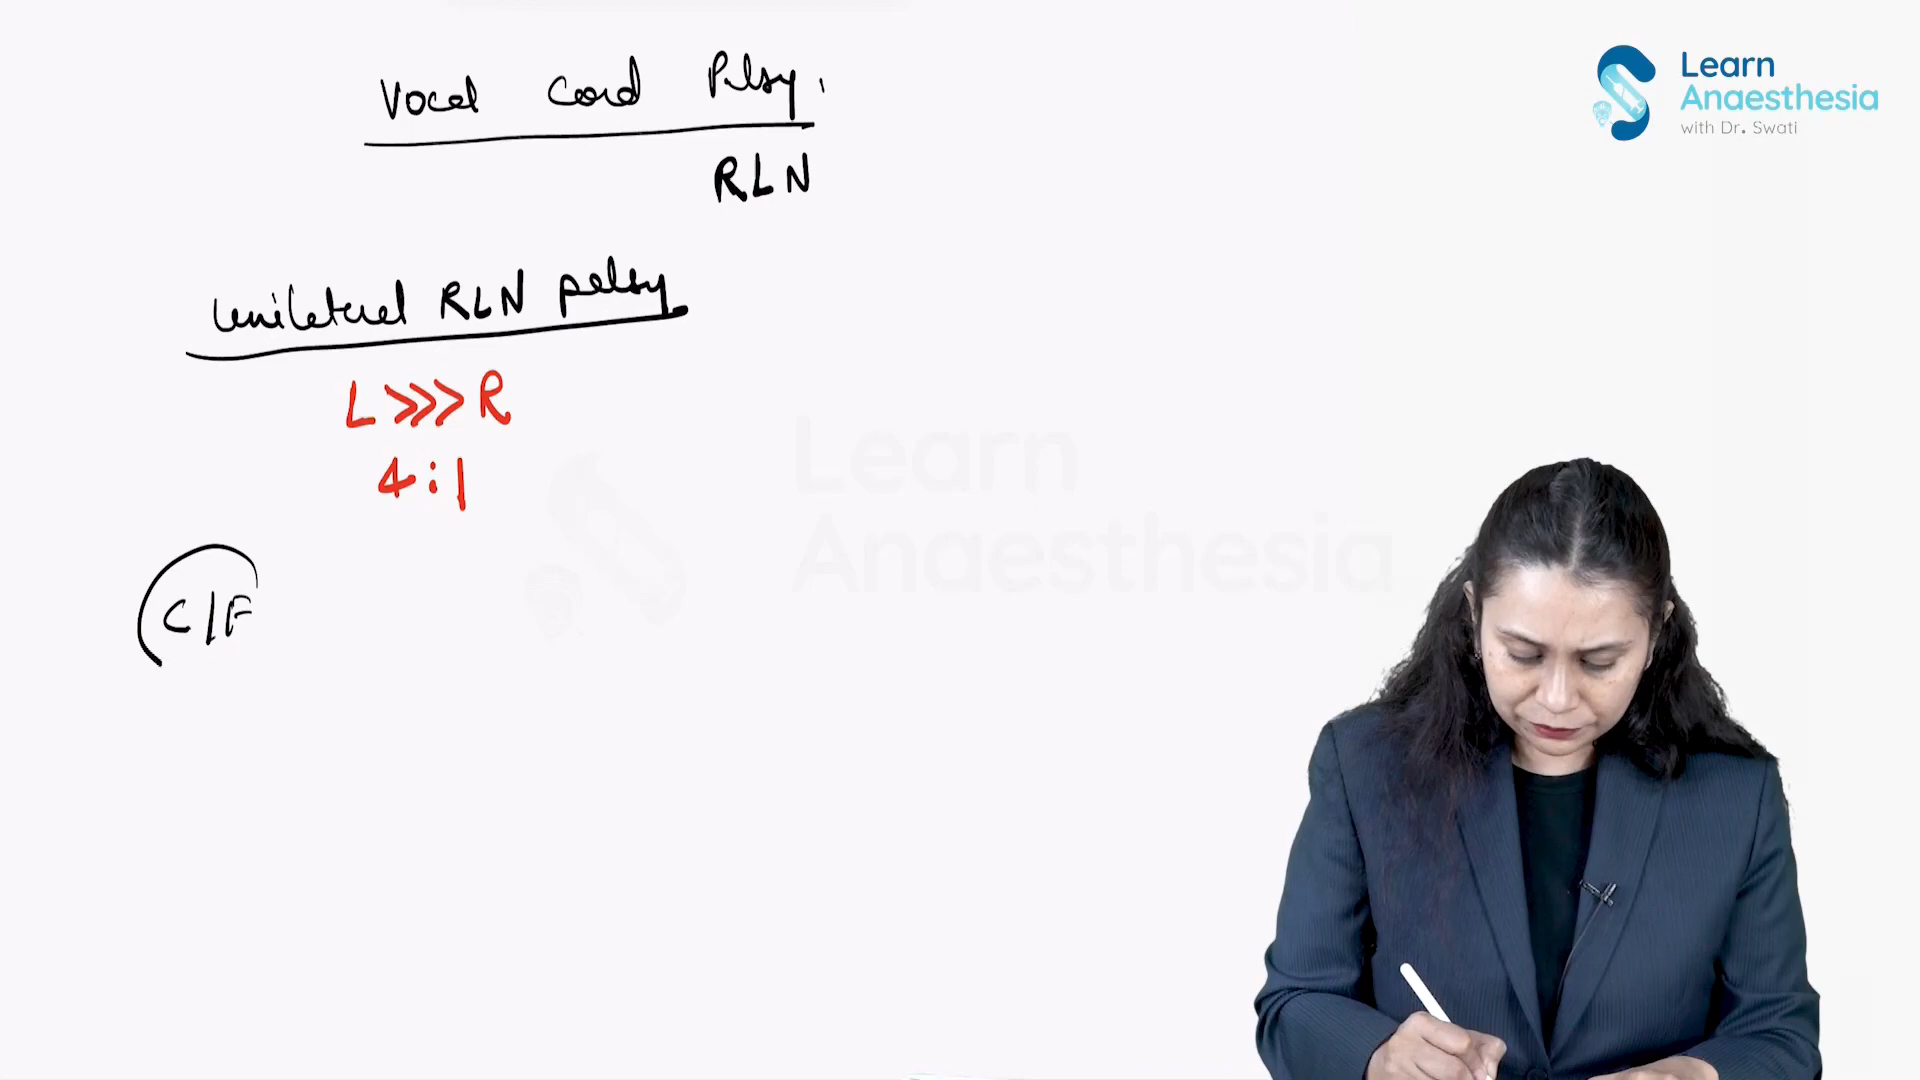 Vocal Cord Palsy.
RLN
Unilateral RLN palsy
L >>> R
4:1
C/F
Learn
Anaesthesia
with Dr. Swati
Learn
Anaesthesia